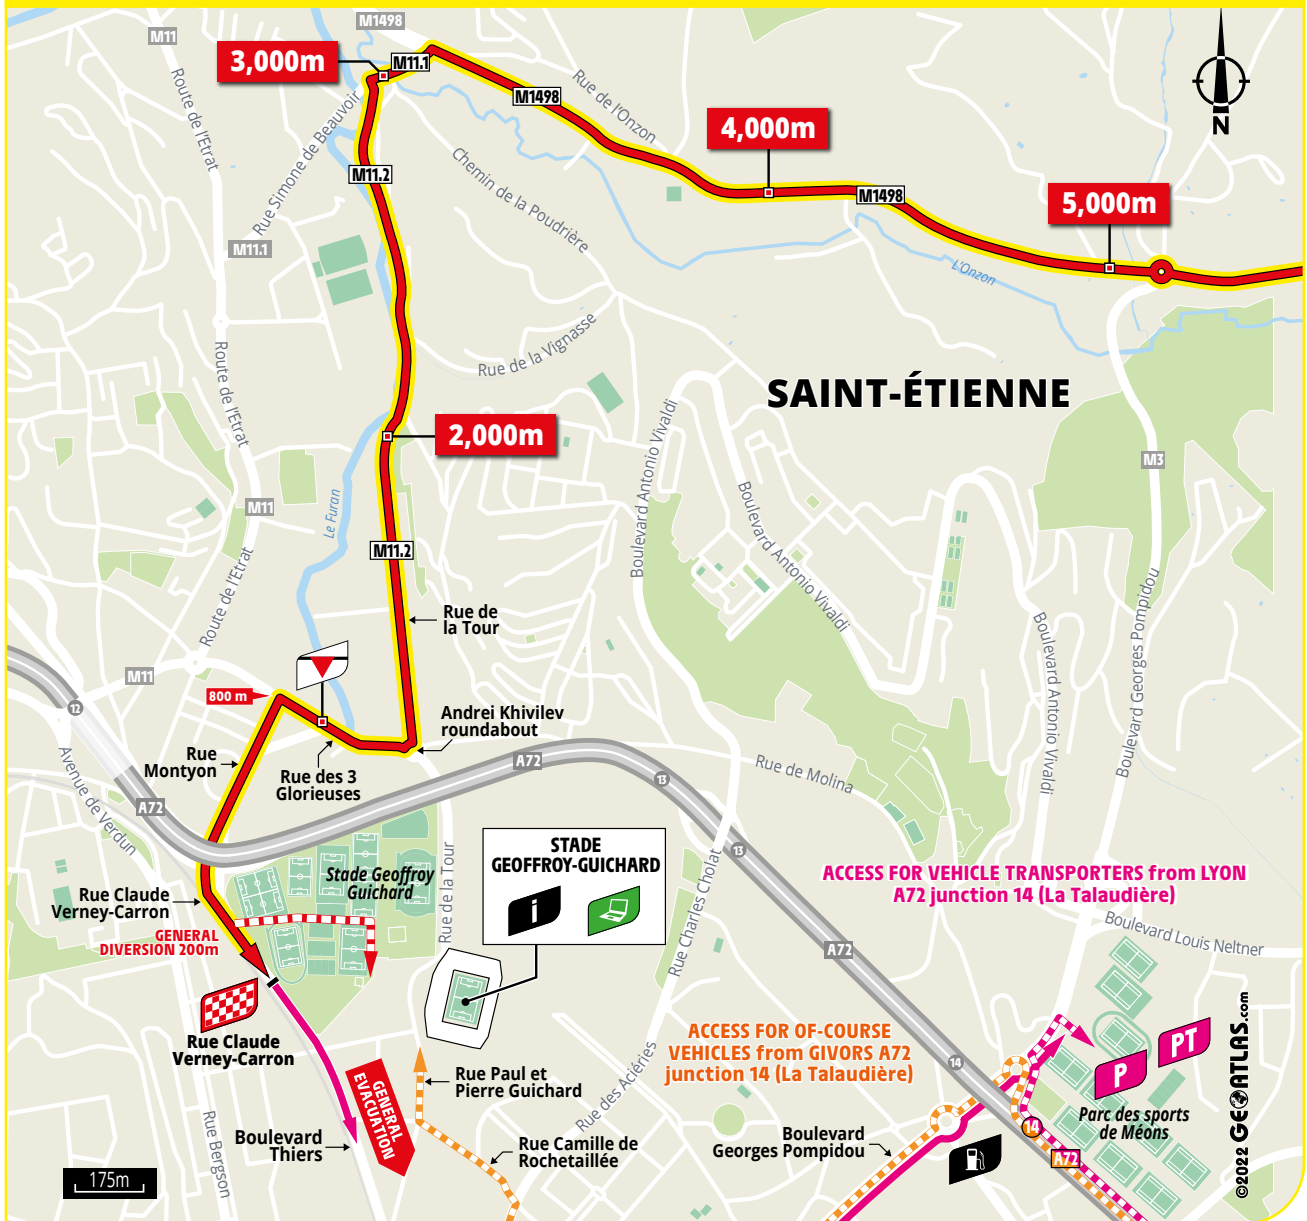 M1498
M11
3,000m
M11.1
M1498
Rue de l'Onzon
4,000m
N
Route de l'Etrat
Rue Simone de Beauvoir
M11.2
Chemin de la Poudrière
M1498
5,000m
M11.1
L'Onzon
Route de l'Etrat
Rue de la Vignasse
SAINT-ÉTIENNE
2,000m
Boulevard Antonio Vivaldi
M3
Boulevard Antonio Vivaldi
M11
Le Furan
M11.2
Route de l'Etrat
Rue de
la Tour
Boulevard Antonio Vivaldi
Boulevard Georges Pompidou
M11
800 m
12
Andrei Khivilev
roundabout
Rue
Montyon
Rue des 3
Glorieuses
A72
13
Rue de Molina
Avenue de Verdun
A72
STADE
GEOFFROY-GUICHARD
i
13
Stade Geoffroy
Guichard
Rue de la Tour
Rue Charles Cholat
ACCESS FOR VEHICLE TRANSPORTERS from LYON
A72 junction 14 (La Talaudière)
Rue Claude
Verney-Carron
GENERAL
DIVERSION 200m
A72
Boulevard Louis Neltner
Rue Claude
Verney-Carron
ACCESS FOR OF-COURSE
VEHICLES from GIVORS A72
junction 14 (La Talaudière)
14
PT
P
Rue Paul et
Pierre Guichard
Rue des Aciéries
GENERAL
EVACUATION
Parc des sports
de Méons
14
Boulevard
Thiers
Rue Camille de
Rochetaillée
Boulevard
Georges Pompidou
A72
Rue Bergson
175m
©2022 GEOATLAS.com